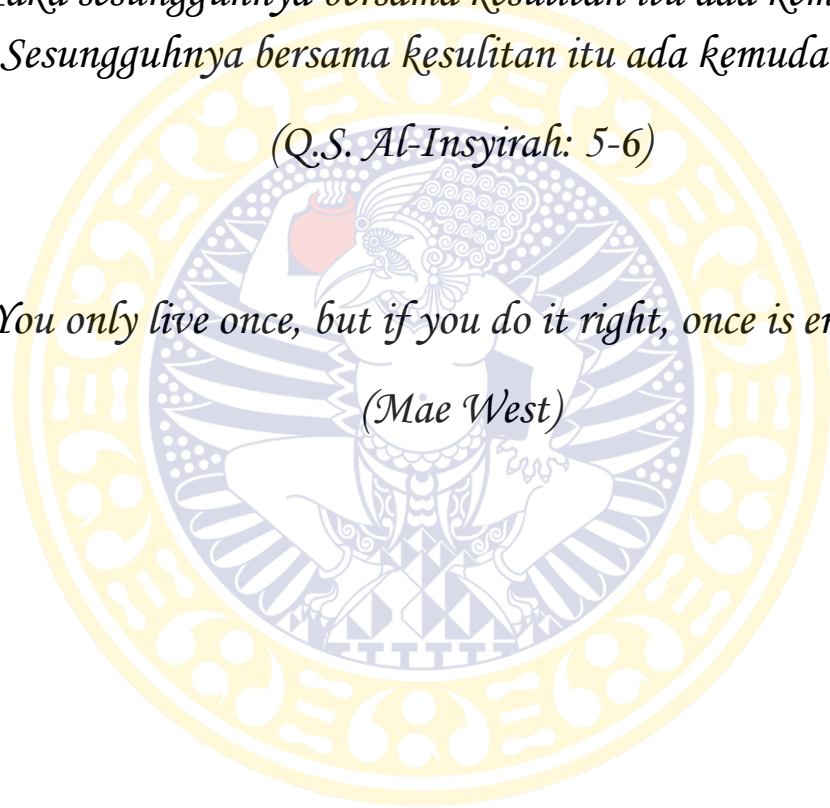 sesungguhnya bersama kesulitan itu ada
Sesungguhnya bersama kesulitan itu ada kemuda
(Q.S. Al-Insyirah: 5-6)
You only live once, but if you do it right, once is
(Mae West)